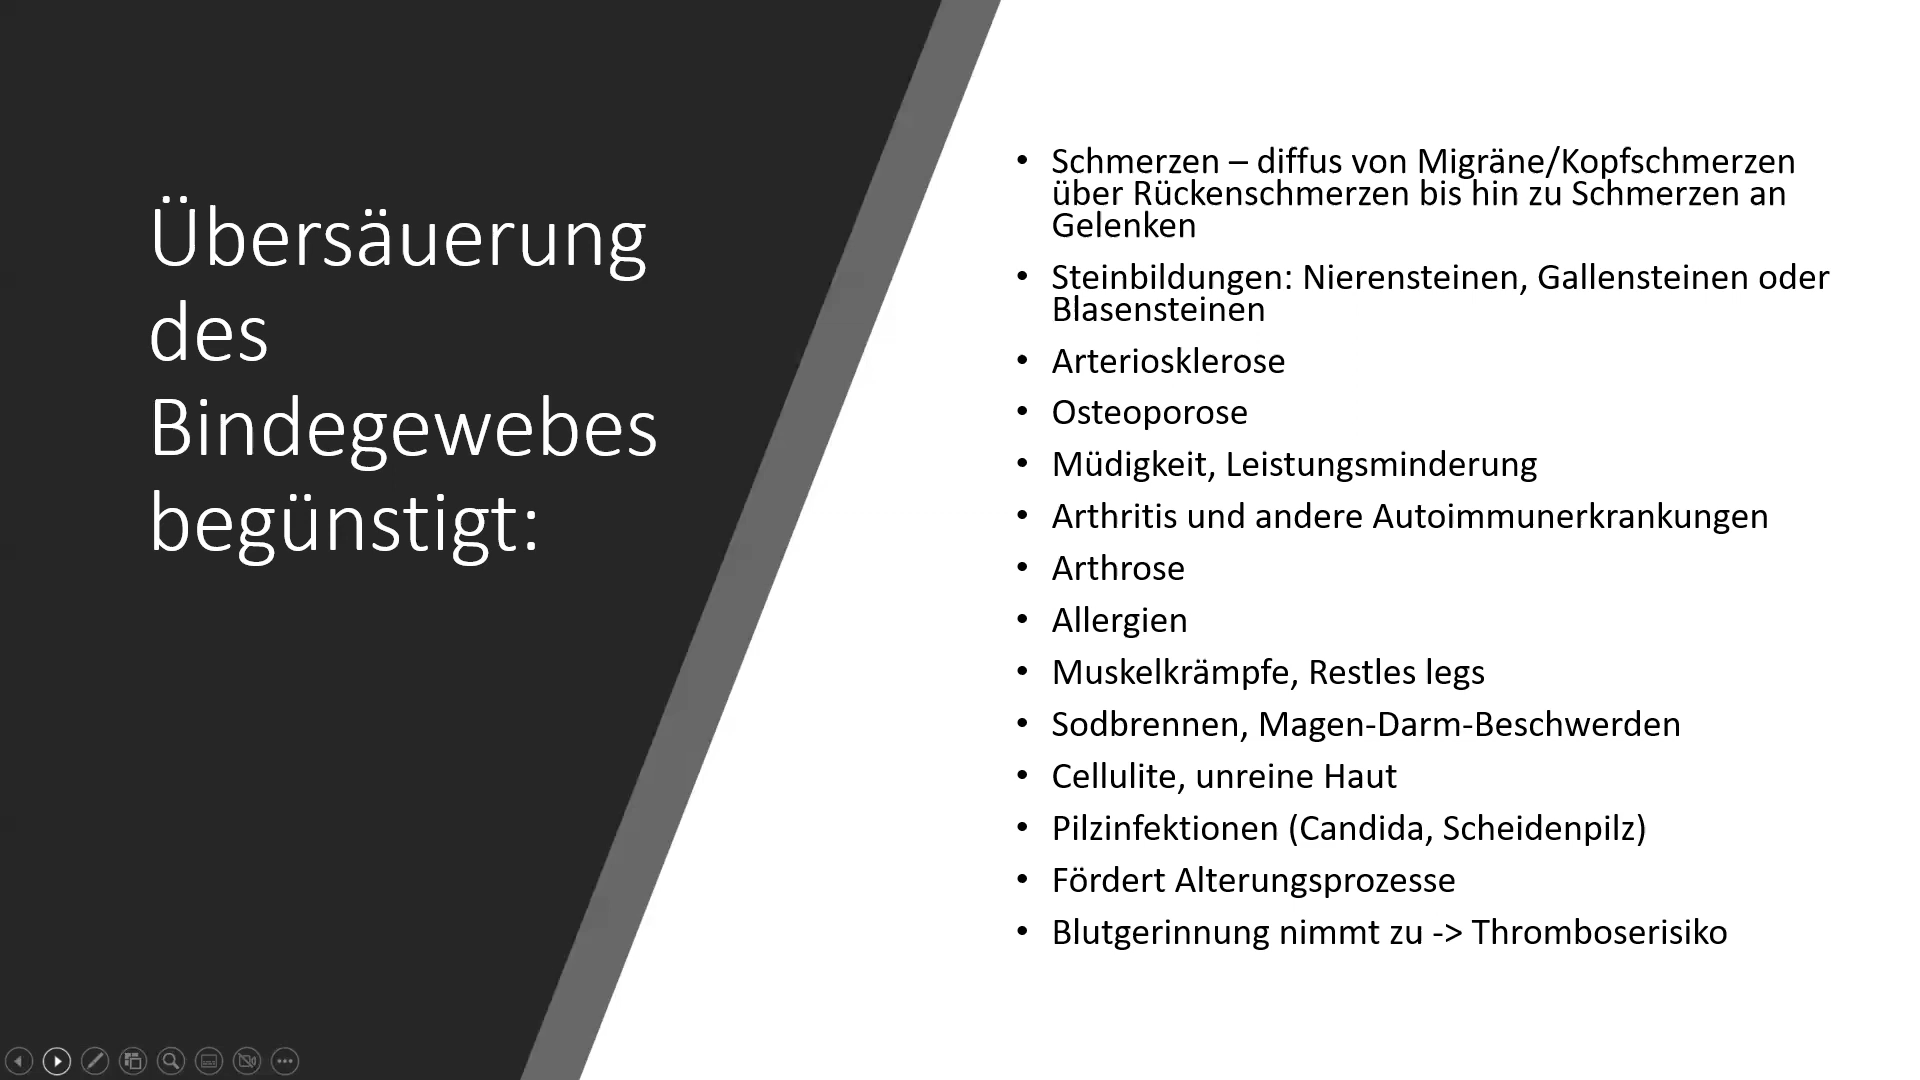 Übersäuerung
des
Bindegewebes
begünstigt:
• Schmerzen – diffus von Migräne/Kopfschmerzen
über Rückenschmerzen bis hin zu Schmerzen an
Gelenken
• Steinbildungen: Nierensteinen, Gallensteinen oder
Blasensteinen
• Arteriosklerose
• Osteoporose
• Müdigkeit, Leistungsminderung
• Arthritis und andere Autoimmunerkrankungen
• Arthrose
• Allergien
• Muskelkrämpfe, Restles legs
• Sodbrennen, Magen-Darm-Beschwerden
• Cellulite, unreine Haut
• Pilzinfektionen (Candida, Scheidenpilz)
• Fördert Alterungsprozesse
• Blutgerinnung nimmt zu -> Thromboserisiko